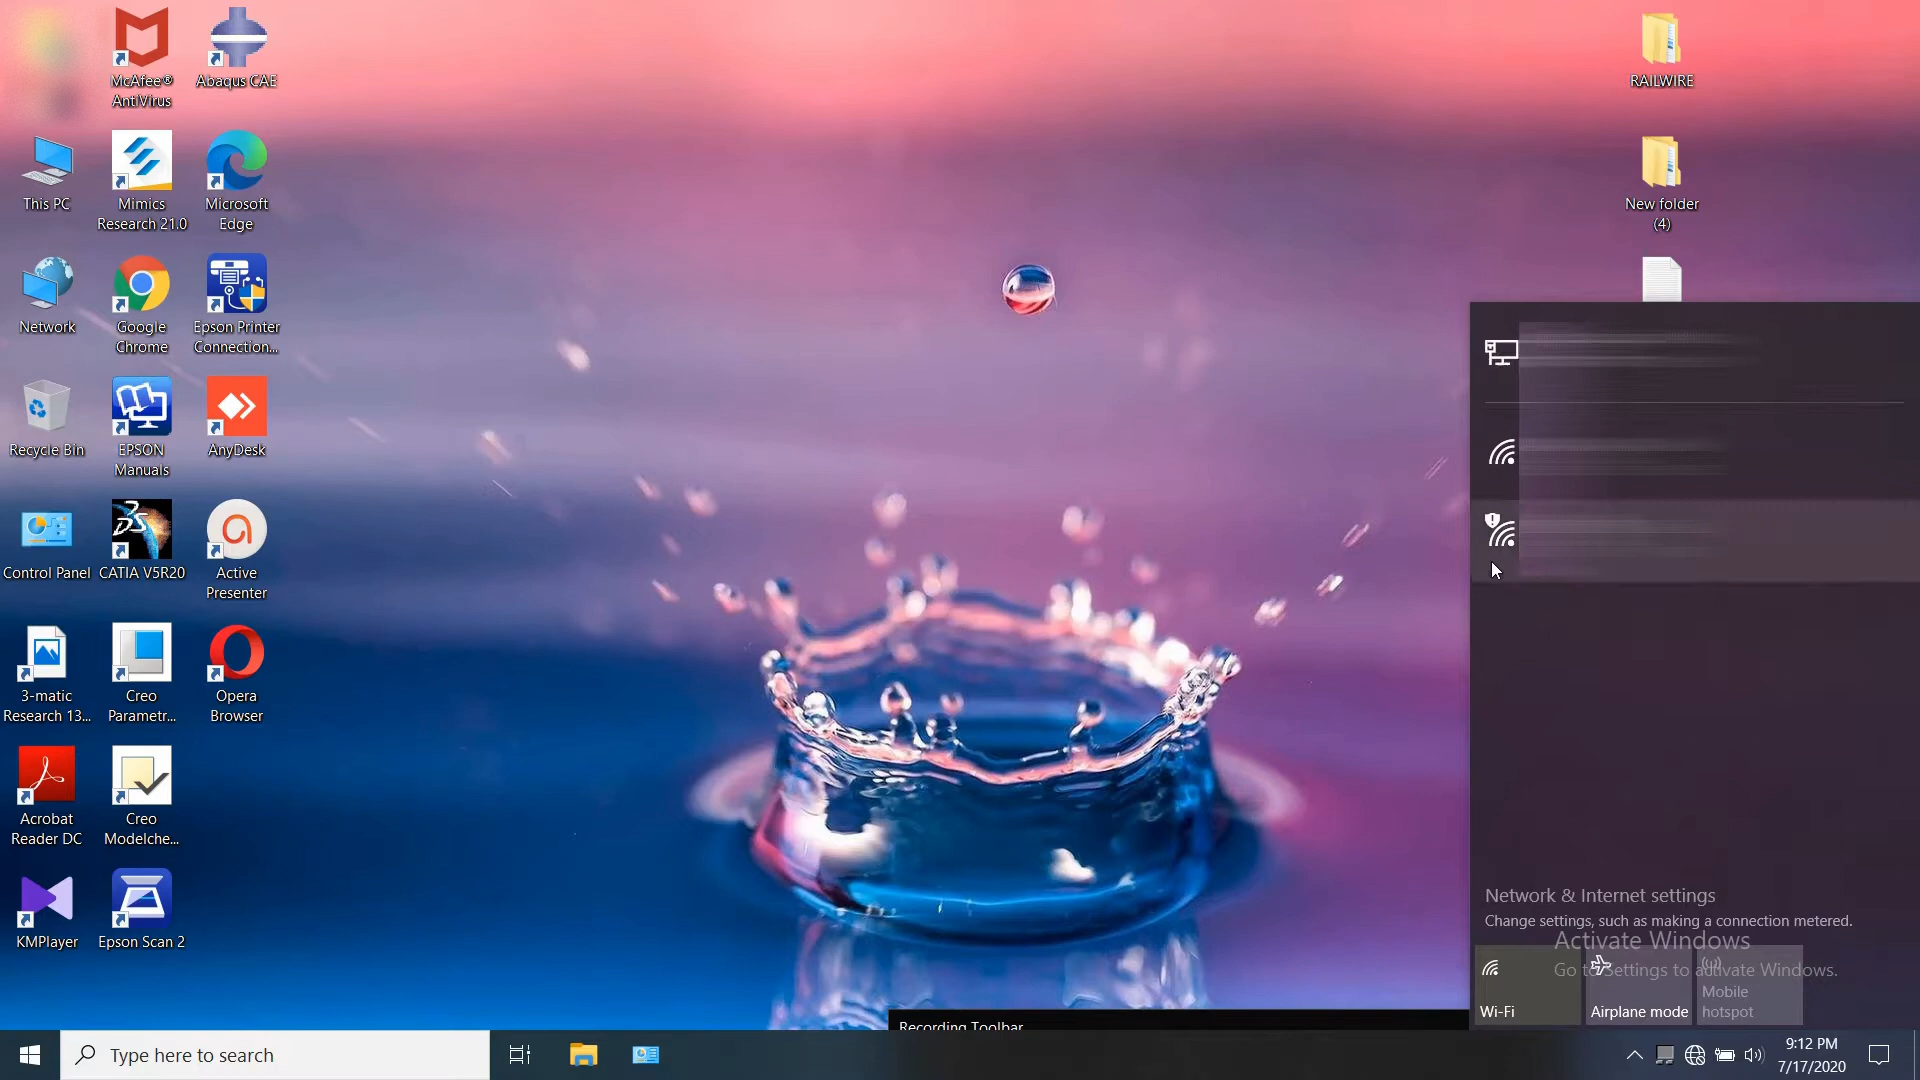 McAfee®
AntiVirus
Abaqus CAE
RAILWIRE
This PC
Mimics
Research 21.0
Microsoft
Edge
New folder
(4)
Network
Google
Chrome
Epson Printer
Connection...
Recycle Bin
EPSON
Manuals
AnyDesk
Control Panel
CATIA V5R20
Active
Presenter
3-matic
Research 13...
Creo
Parametr...
Opera
Browser
Acrobat
Reader DC
Creo
Modelche...
KMPlayer
Epson Scan 2
Network & Internet settings
Change settings, such as making a connection metered.
Activate Windows
Go to Settings to activate Windows.
Wi-Fi
Airplane mode
Mobile
hotspot
Recording Toolbar
Type here to search
9:12 PM
7/17/2020